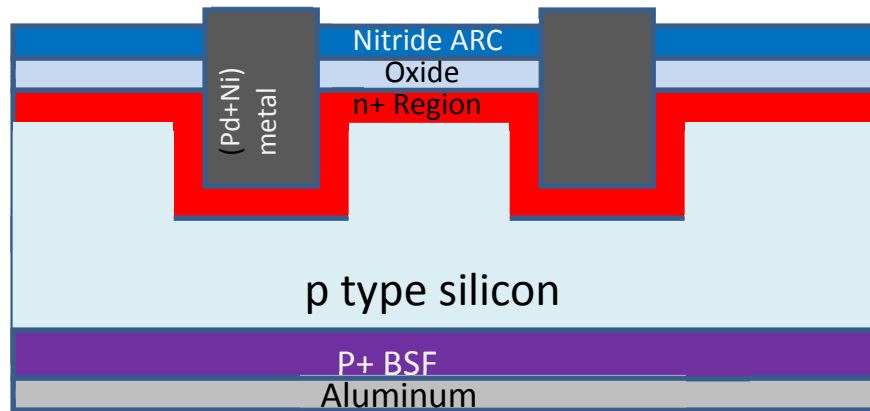 Nitride ARC
Oxide
n+ Region
(Pd+Ni)
metal
p type silicon
P+ BSF
Aluminum